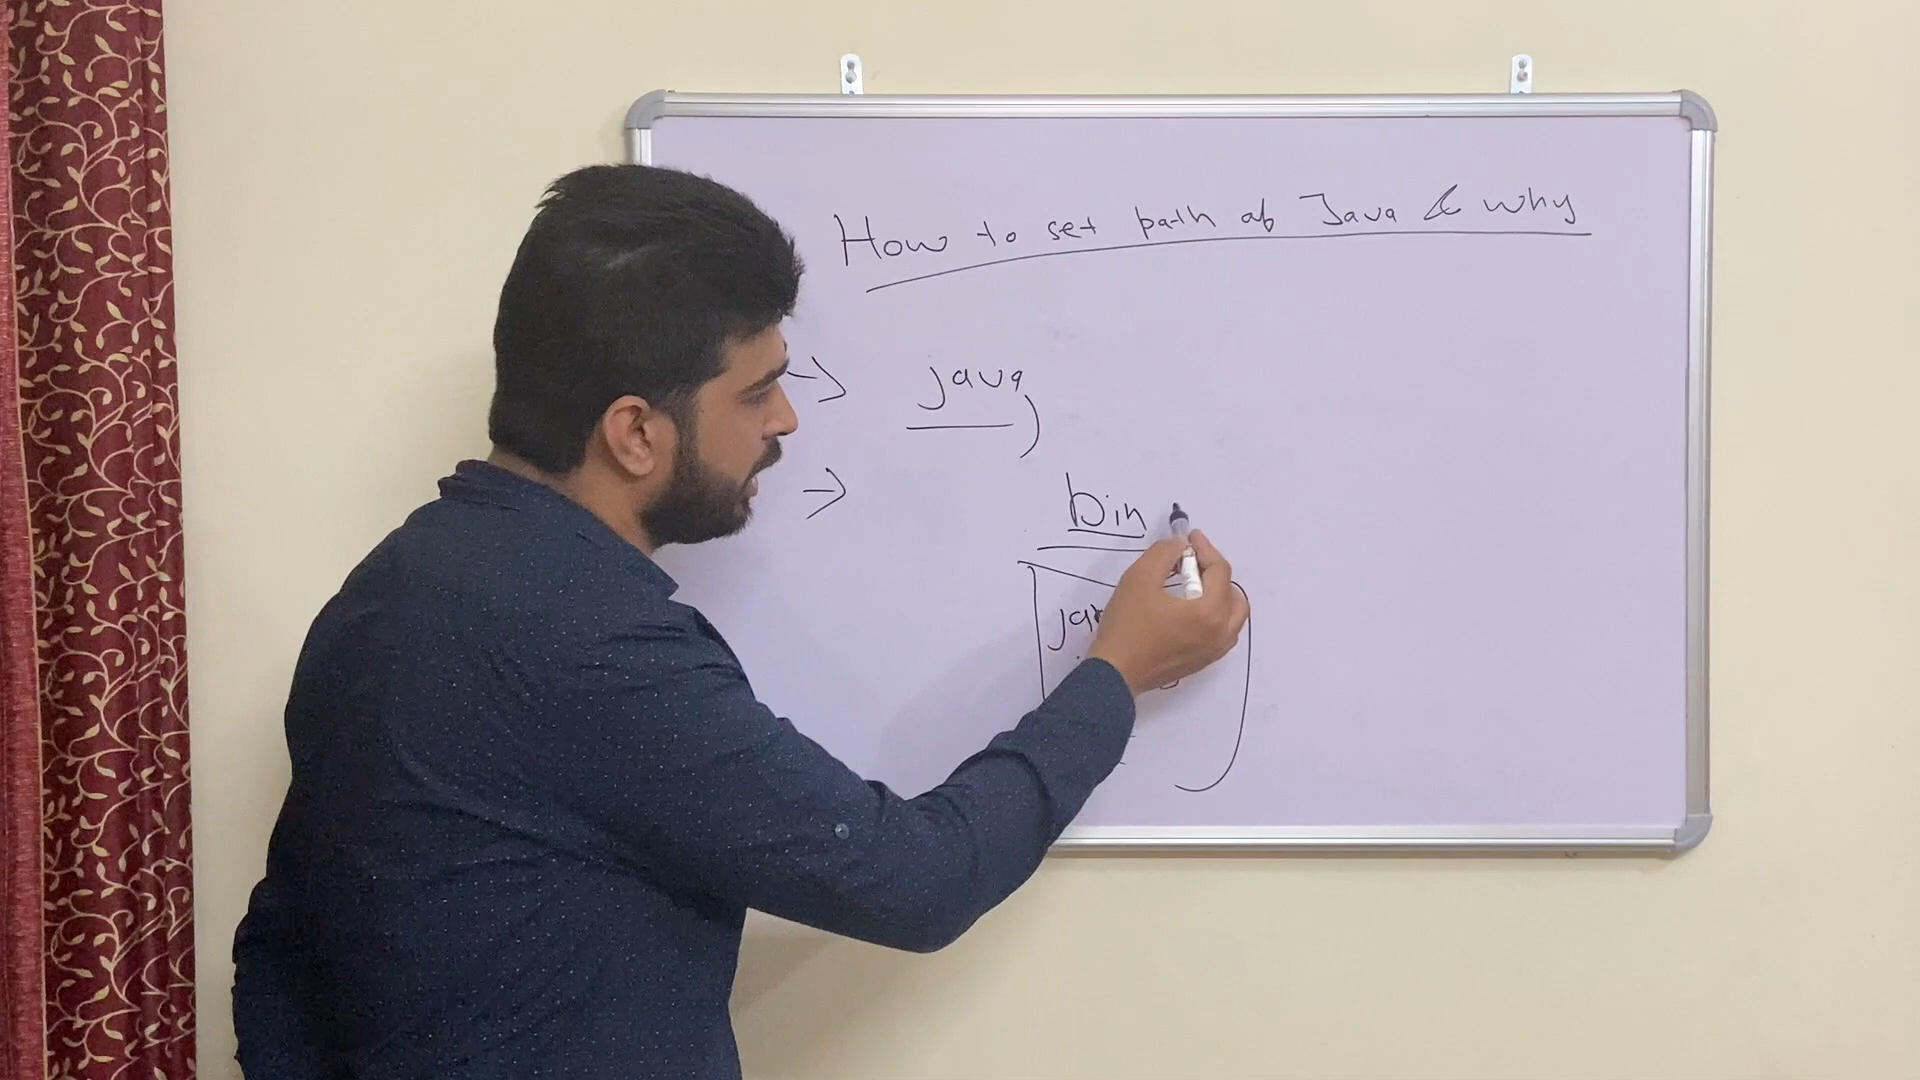 How to set path of Java & why
→ java
→
bin